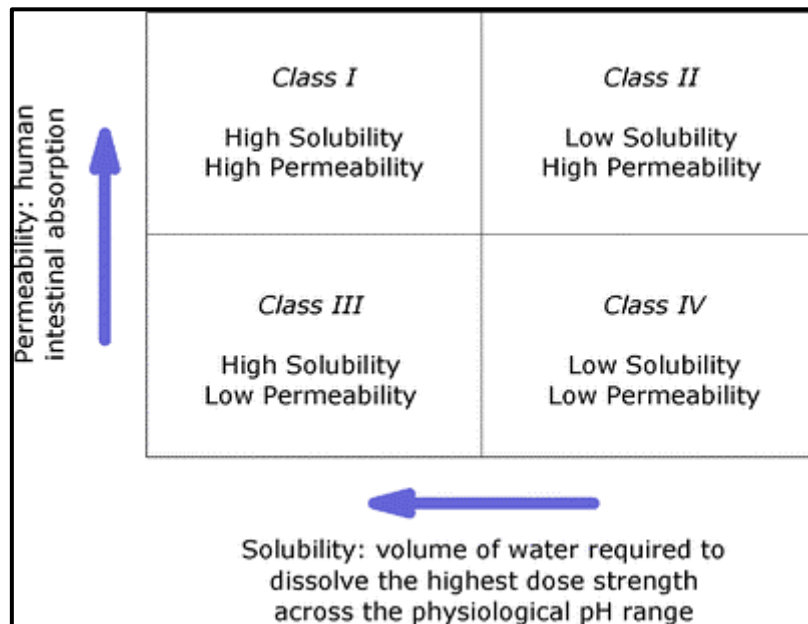 Permeability: human
intestinal absorption
Class I
High Solubility
High Permeability
Class II
Low Solubility
High Permeability
Class III
High Solubility
Low Permeability
Class IV
Low Solubility
Low Permeability
Solubility: volume of water required to
dissolve the highest dose strength
across the physiological pH range